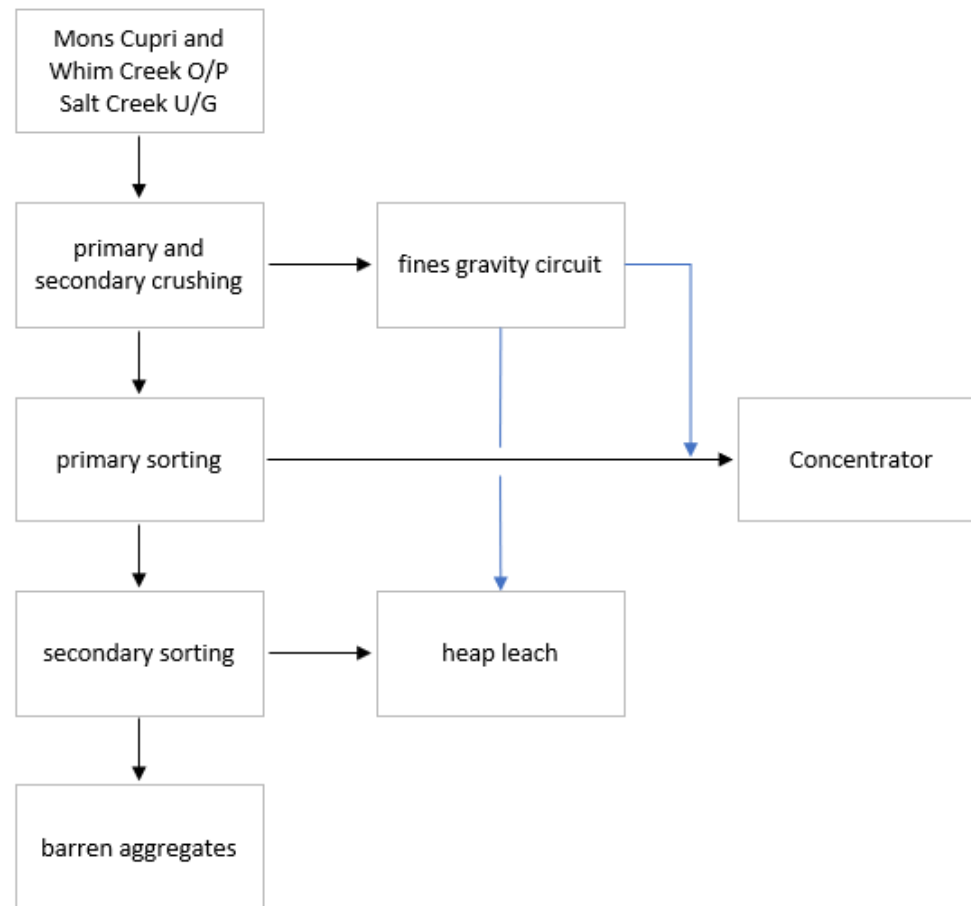 Mons Cupri and
Whim Creek O/P
Salt Creek U/G
primary and
secondary crushing
fines gravity circuit
primary sorting
Concentrator
secondary sorting
heap leach
barren aggregates